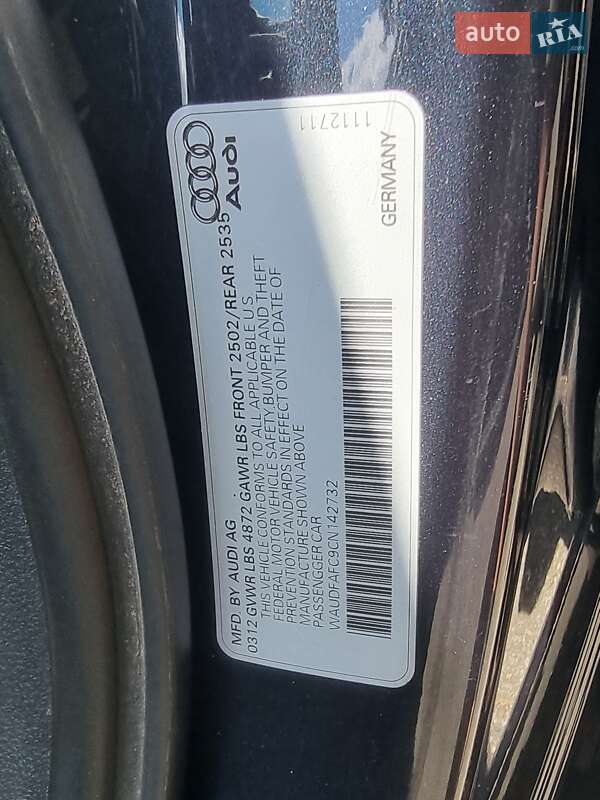 auto RIA
.com
Audi
1112711
GERMANY
MFD. BY AUDI AG
0312 GVWR LBS 4872 GAWR LBS FRONT 2502/REAR 2535
THIS VEHICLE CONFORMS TO ALL APPLICABLE U.S.
FEDERAL MOTOR VEHICLE SAFETY BUMPER AND THEFT
PREVENTION STANDARDS IN EFFECT ON THE DATE OF
MANUFACTURE SHOWN ABOVE
PASSENGER CAR
WAUDFAFC9CN142732